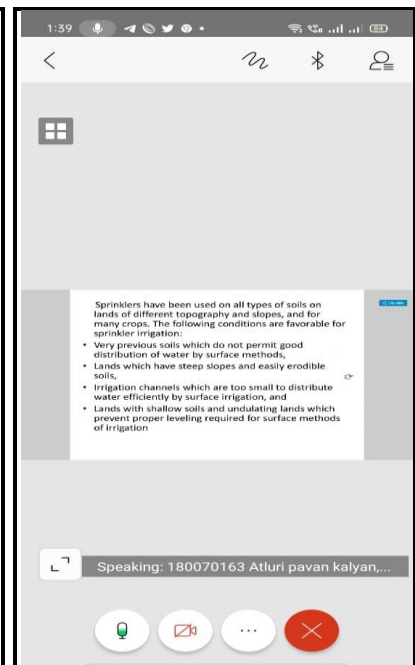 1:39
84
Sprinklers have been used on all types of soils on
lands of different topography and slopes, and for
many crops. The following conditions are favorable for
sprinkler irrigation:
• Very previous soils which do not permit good
distribution of water by surface methods,
• Lands which have steep slopes and easily erodible
soils,
• Irrigation channels which are too small to distribute
water efficiently by surface irrigation, and
• Lands with shallow soils and undulating lands which
prevent proper leveling required for surface methods
of irrigation
Speaking: 180070163 Atluri pavan kalyan,...